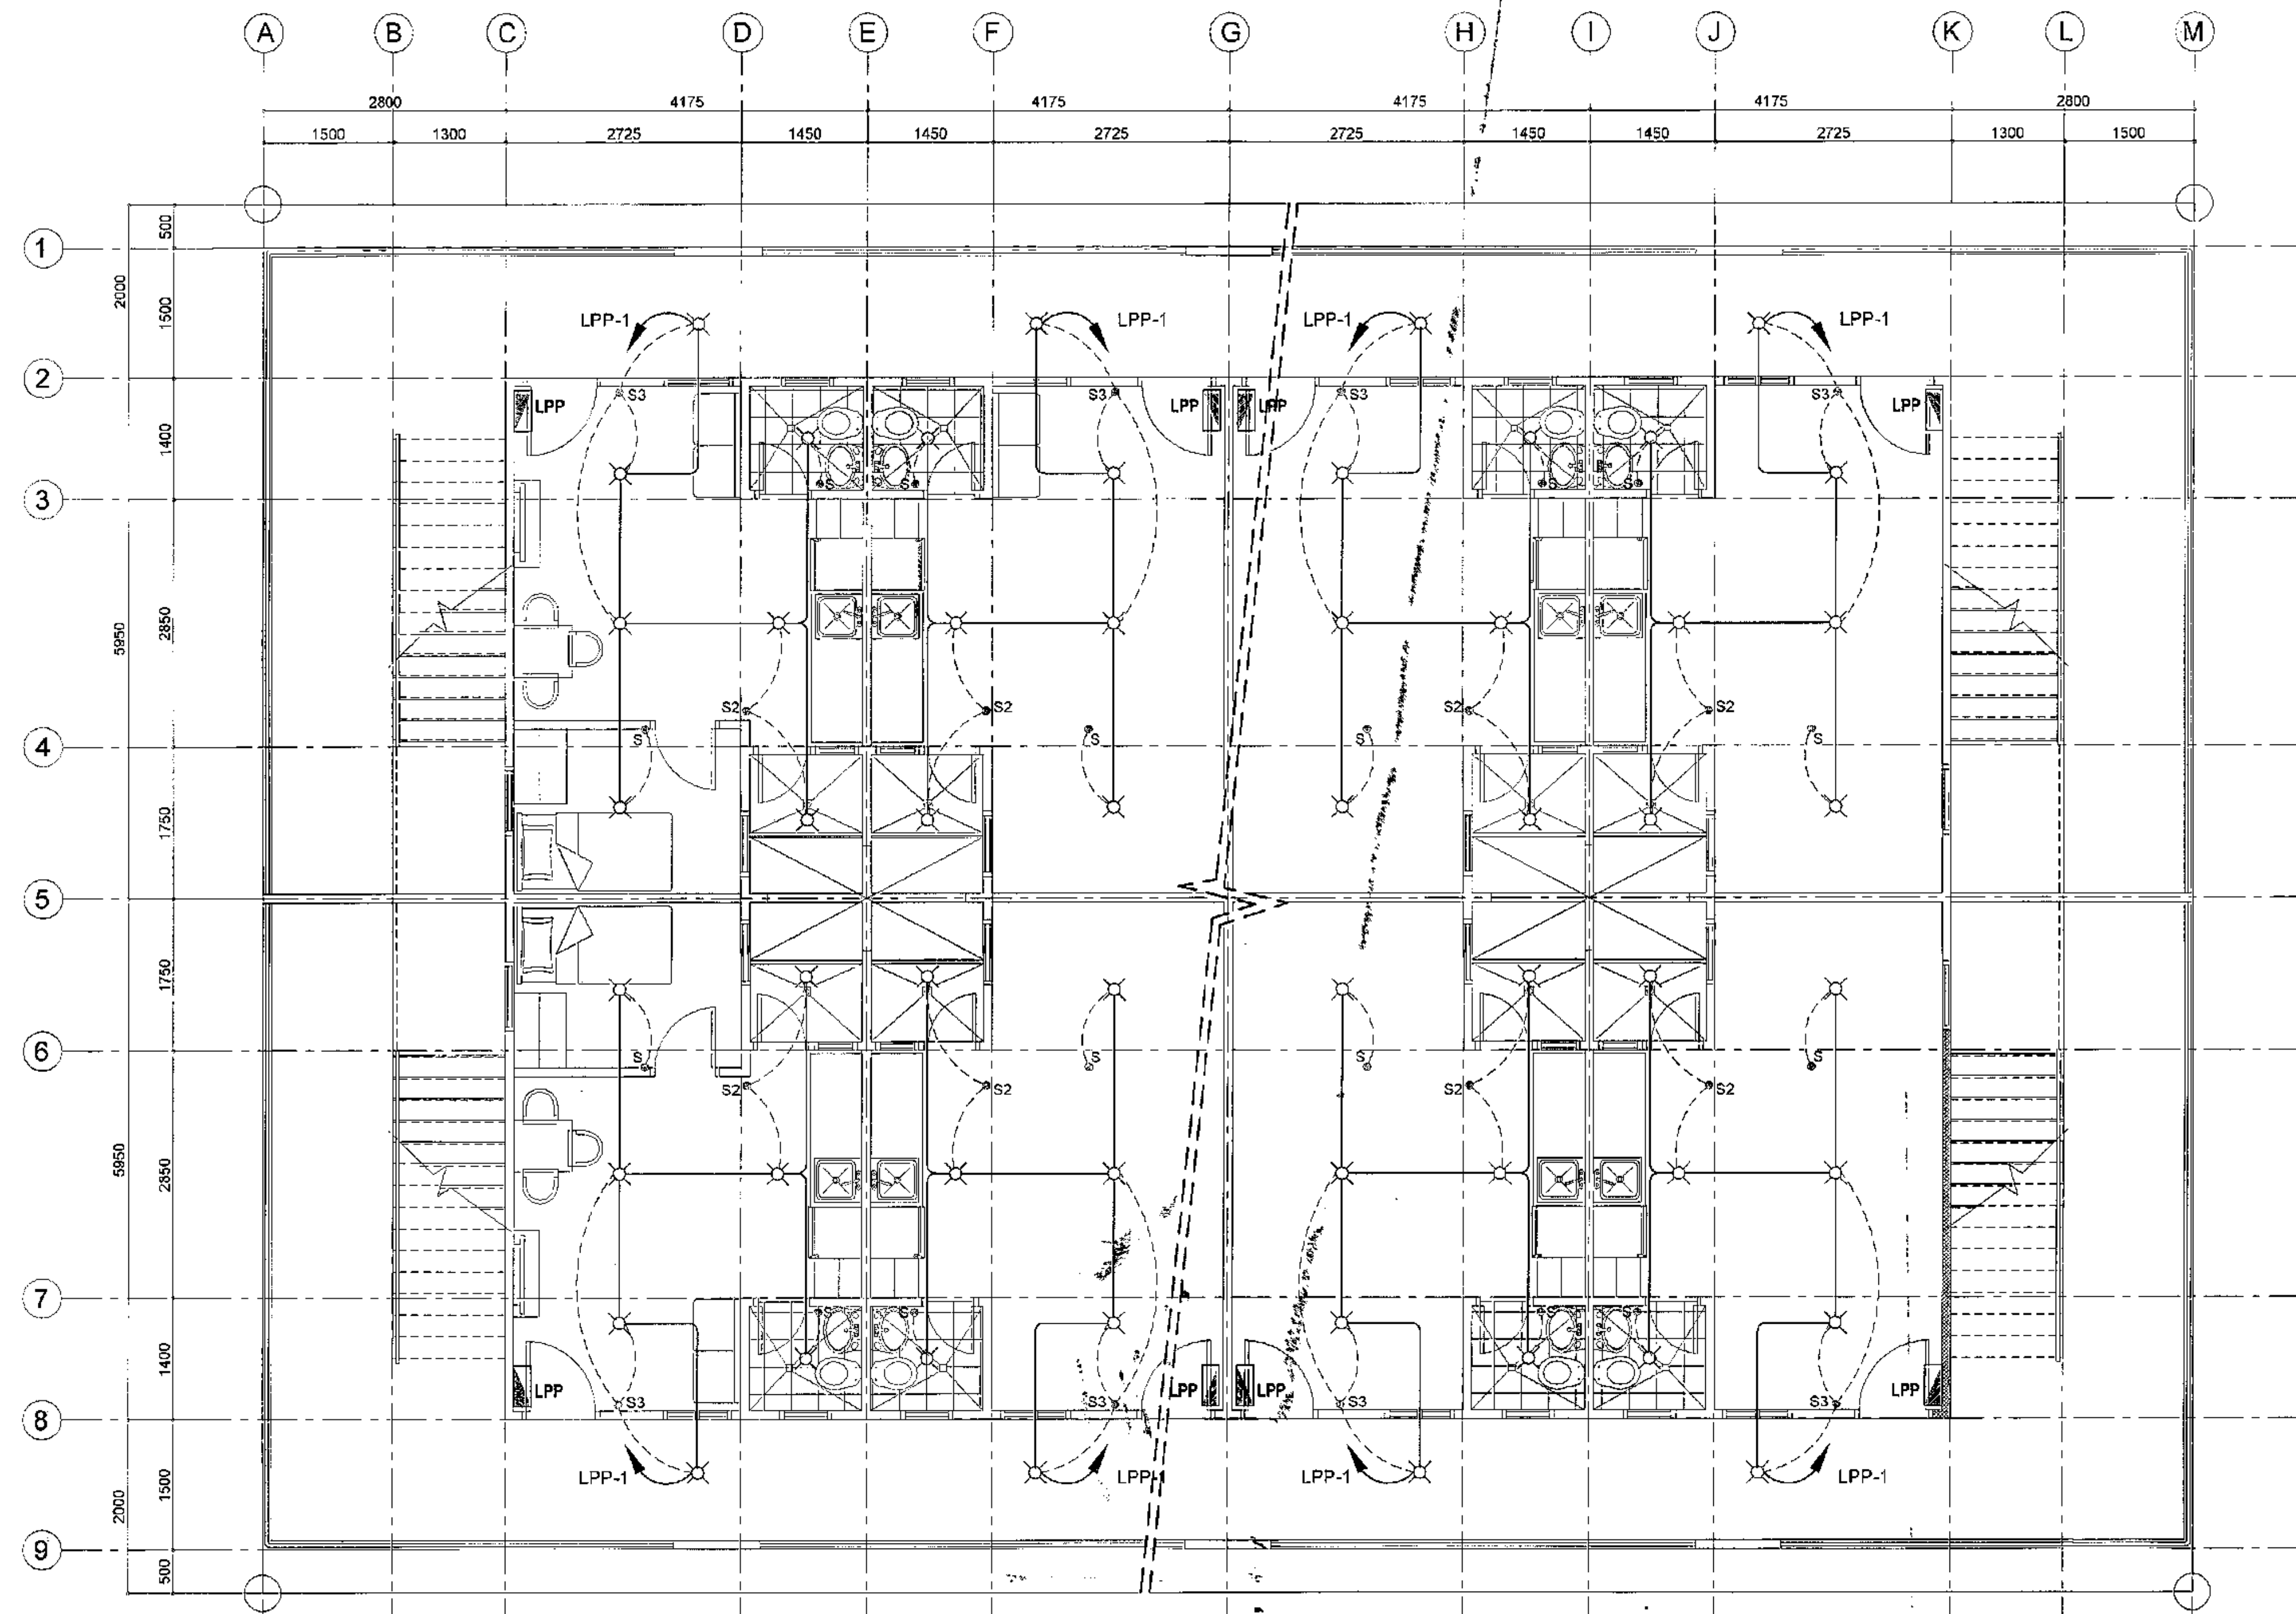 A B C D E F G H I J K L M
2800 4175 4175 4175 4175 2800
1500 1300 2725 1450 1450 2725 2725 1450 1450 2725 1300 1500
500
1
2000
1500
LPP-1 LPP-1 LPP-1 LPP-1
2
S3 S3 S3 S3
LPP LPP LPP LPP
1400
S S S S
3
2850
5950
S2 S2 S2 S2
S S S S
4
1750
5
1750
6
S S S S
S2 S2 S2 S2
5950
2850
7
S S S S
1400
LPP LPP LPP LPP
S3 S3 S3 S3
8
LPP-1 LPP-1 LPP-1 LPP-1
1500
2000
9
500